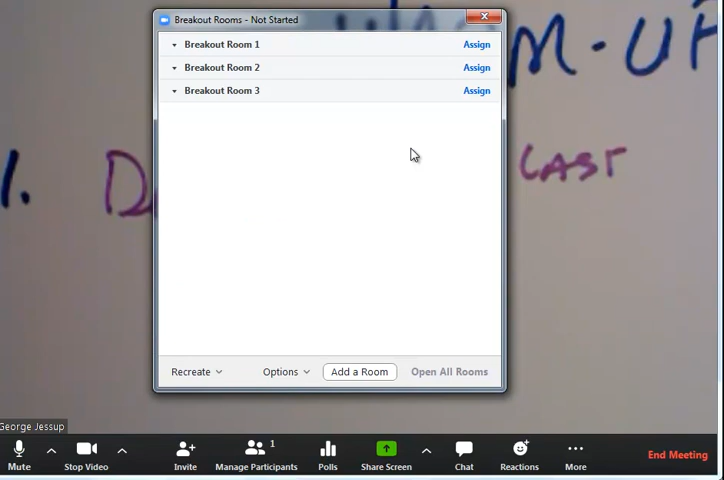 Breakout Rooms - Not Started
M-UP
Breakout Room 1 Assign
Breakout Room 2 Assign
Breakout Room 3 Assign
1. LAST
Recreate Options Add a Room Open All Rooms
George Jessup
1
Mute Stop Video Invite Manage Participants Polls Share Screen Chat Reactions More End Meeting